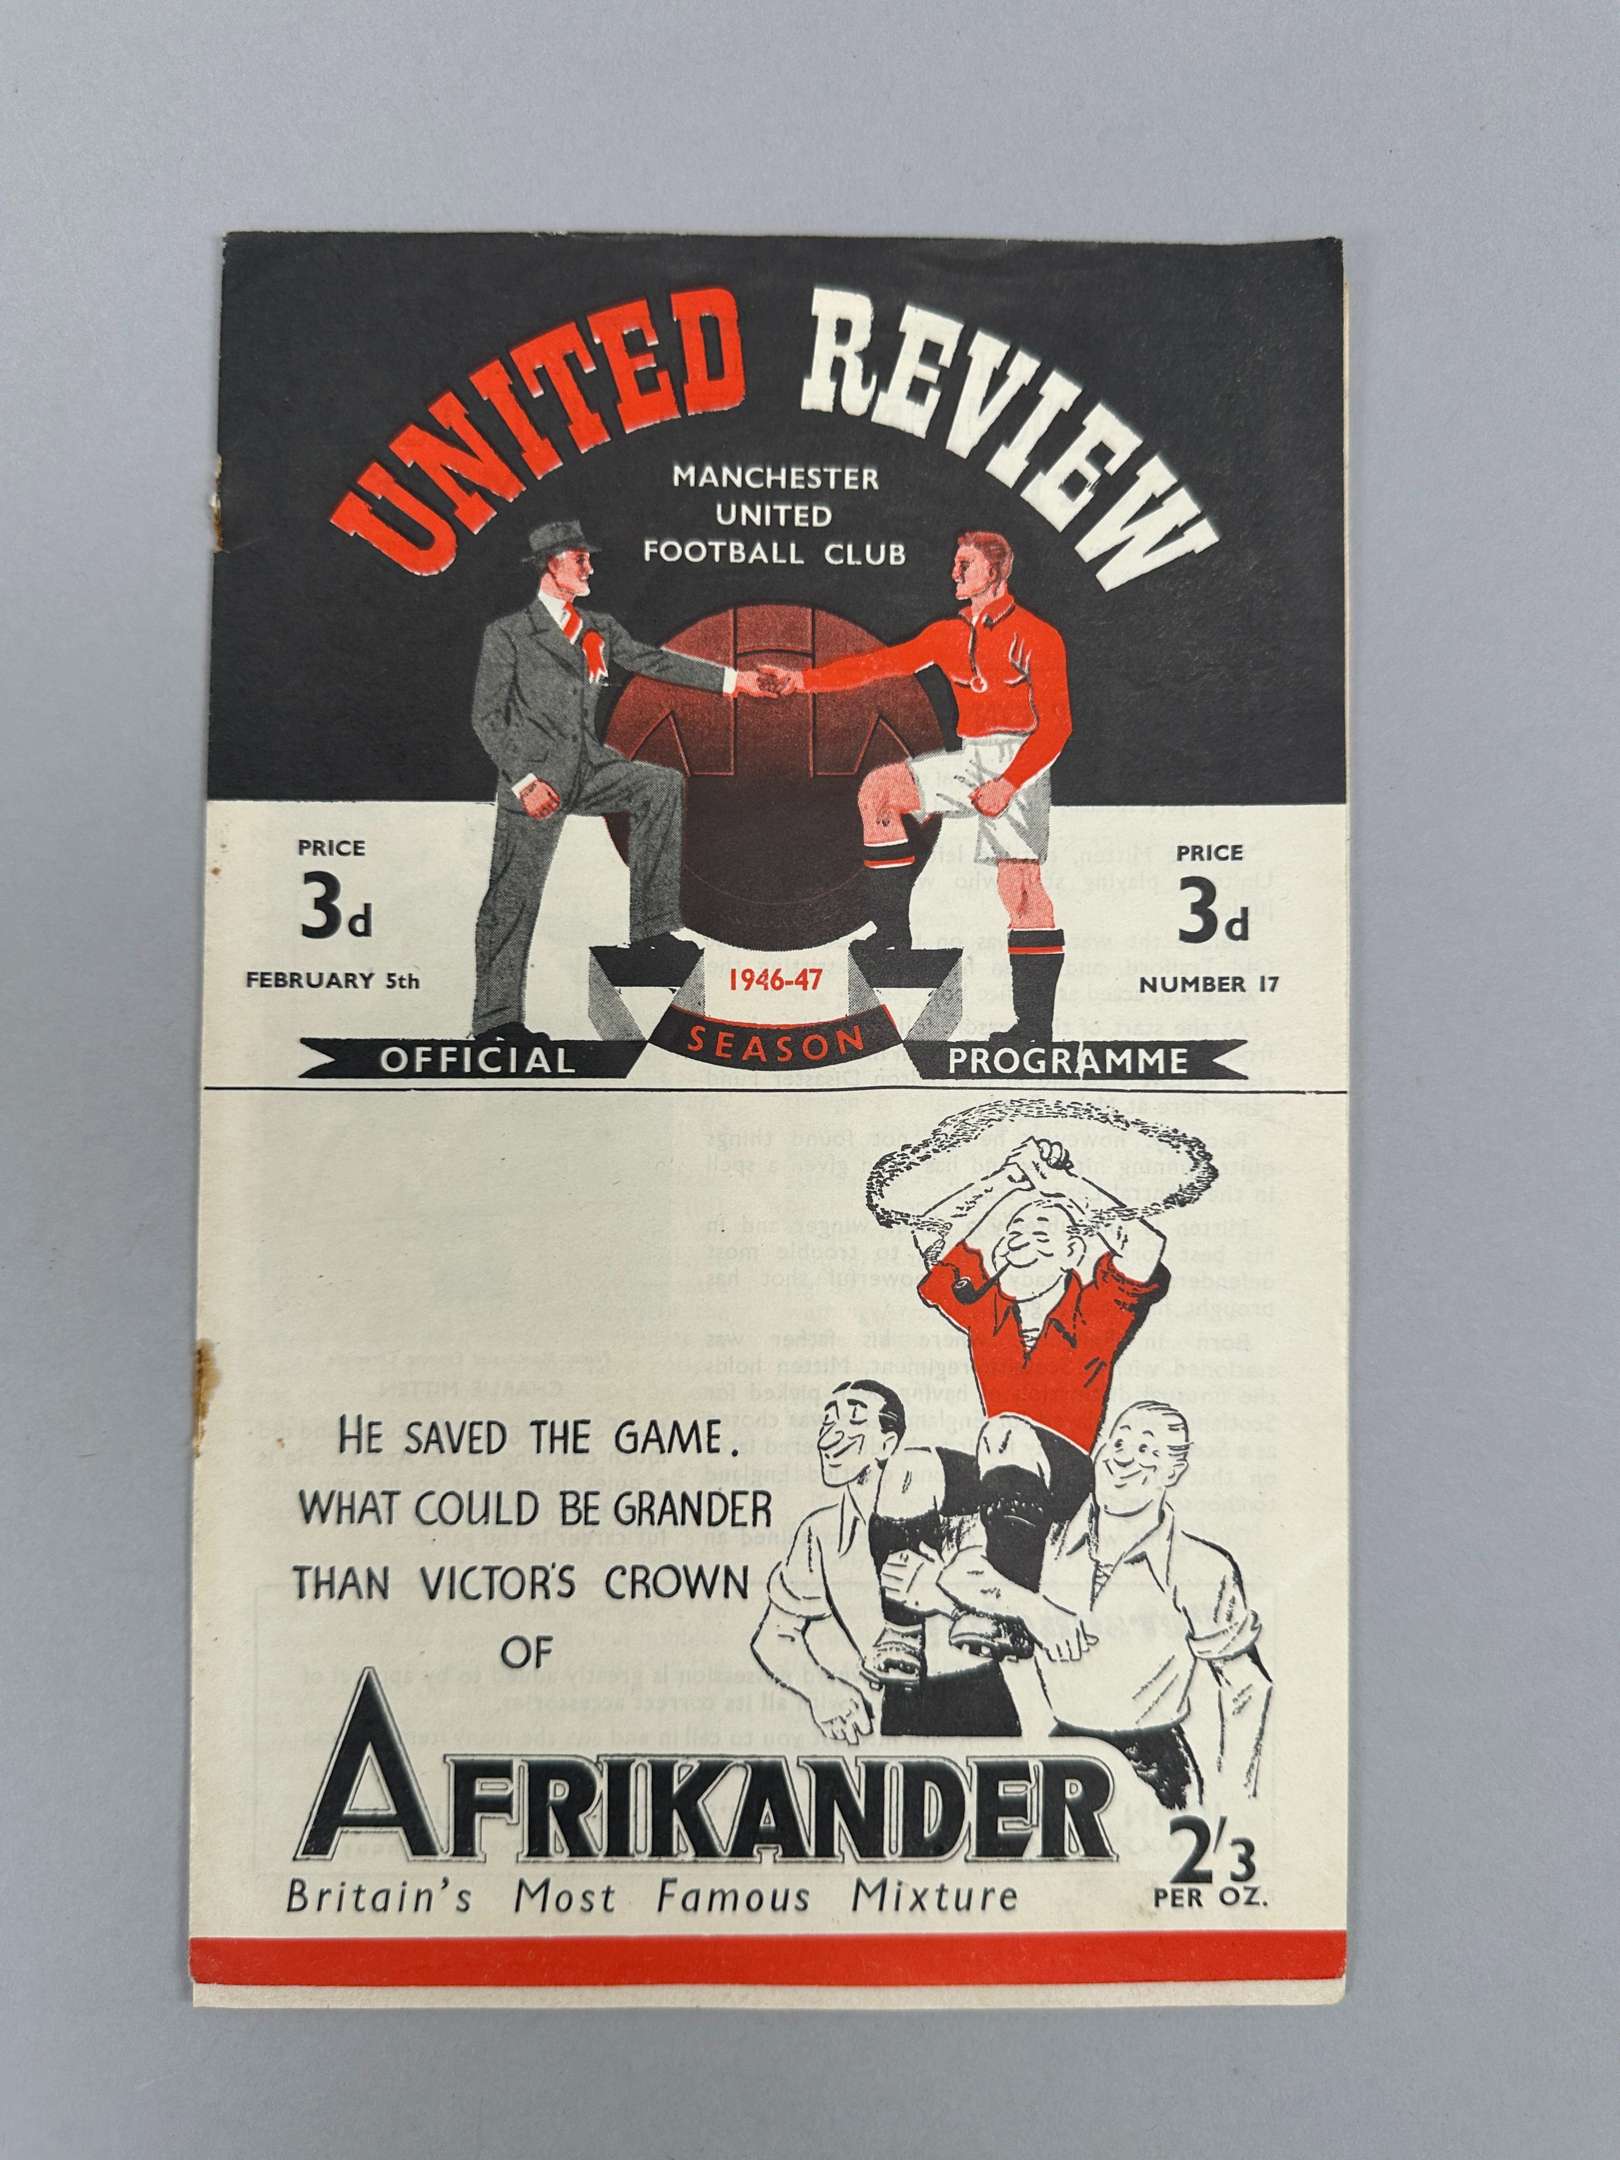 UNITED REVIEW
MANCHESTER
UNITED
FOOTBALL CLUB
PRICE
3d
FEBRUARY 5th
PRICE
3d
NUMBER 17
1946-47
OFFICIAL SEASON PROGRAMME
HE SAVED THE GAME.
WHAT COULD BE GRANDER
THAN VICTOR'S CROWN
OF
AFRIKANDER
Britain's Most Famous Mixture
2/3
PER OZ.